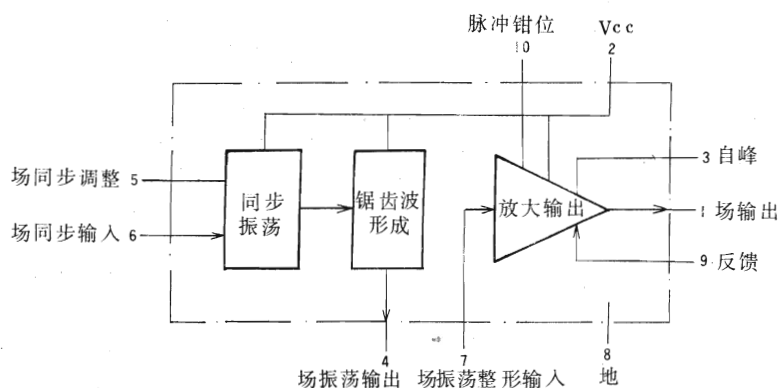 脉冲钳位
10
Vcc
2
场同步调整 5
场同步输入 6
同步
振荡
锯齿波
形成
放大输出
3 自峰
1 场输出
9 反馈
4
场振荡输出
7
场振荡整形输入
8
地